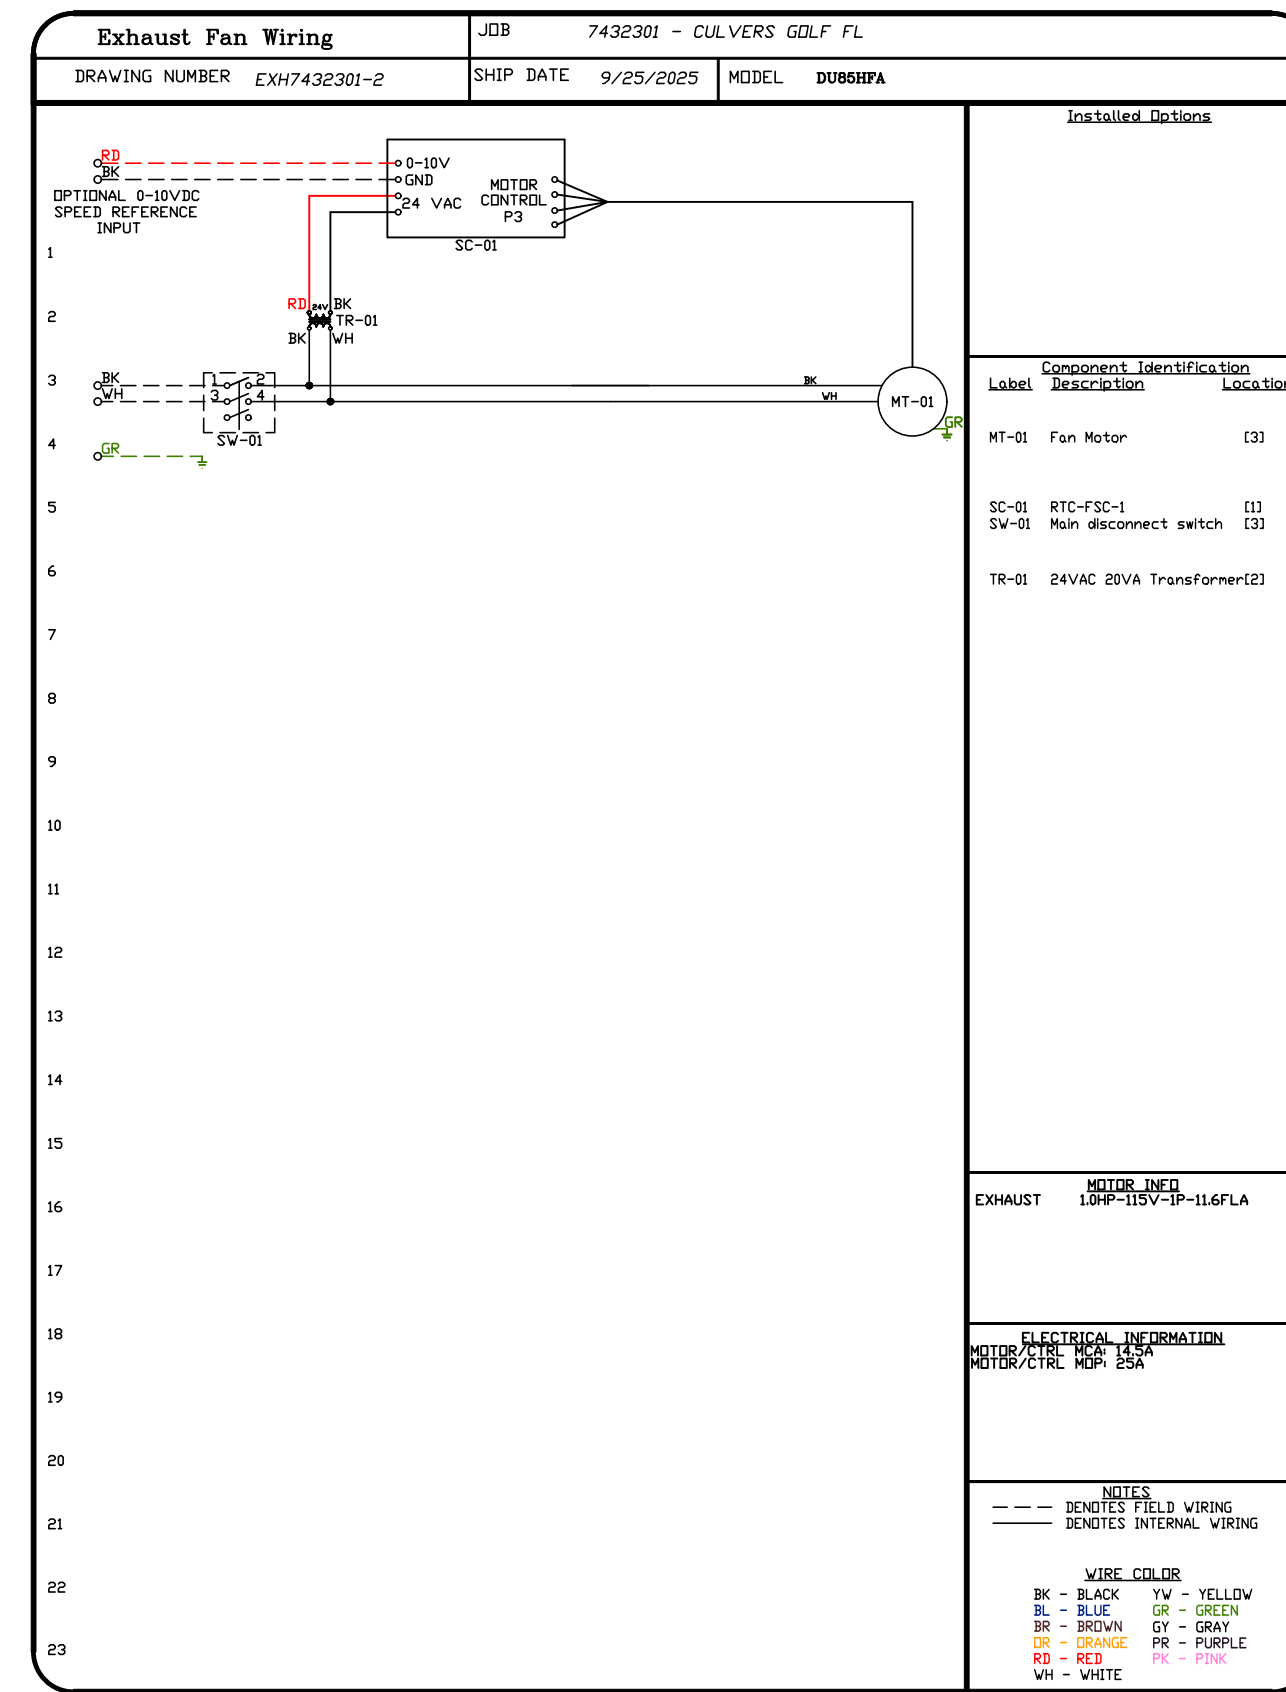 Exhaust Fan Wiring
JOB 7432301 - CULVERS GOLF FL
DRAWING NUMBER EXH7432301-2
SHIP DATE 9/25/2025
MODEL DU85HFA
RD
BK
OPTIONAL 0-10VDC
SPEED REFERENCE
INPUT
0-10V
GND
24 VAC
MOTOR
CONTROL
P3
SC-01
RD 24V BK
TR-01
BK WH
BK
WH
1 2
3 4
SW-01
GR
BK
WH
MT-01
GR
1
2
3
4
5
6
7
8
9
10
11
12
13
14
15
16
17
18
19
20
21
22
23
Installed Options
Component Identification
Label Description Location
MT-01 Fan Motor [3]
SC-01 RTC-FSC-1 [1]
SW-01 Main disconnect switch [3]
TR-01 24VAC 20VA Transformer[2]
MOTOR INFO
EXHAUST 1.0HP-115V-1P-11.6FLA
ELECTRICAL INFORMATION
MOTOR/CTRL MCA: 14.5A
MOTOR/CTRL MOP: 25A
NOTES
DENOTES FIELD WIRING
DENOTES INTERNAL WIRING
WIRE COLOR
BK - BLACK YW - YELLOW
BL - BLUE GR - GREEN
BR - BROWN GY - GRAY
OR - ORANGE PR - PURPLE
RD - RED PK - PINK
WH - WHITE